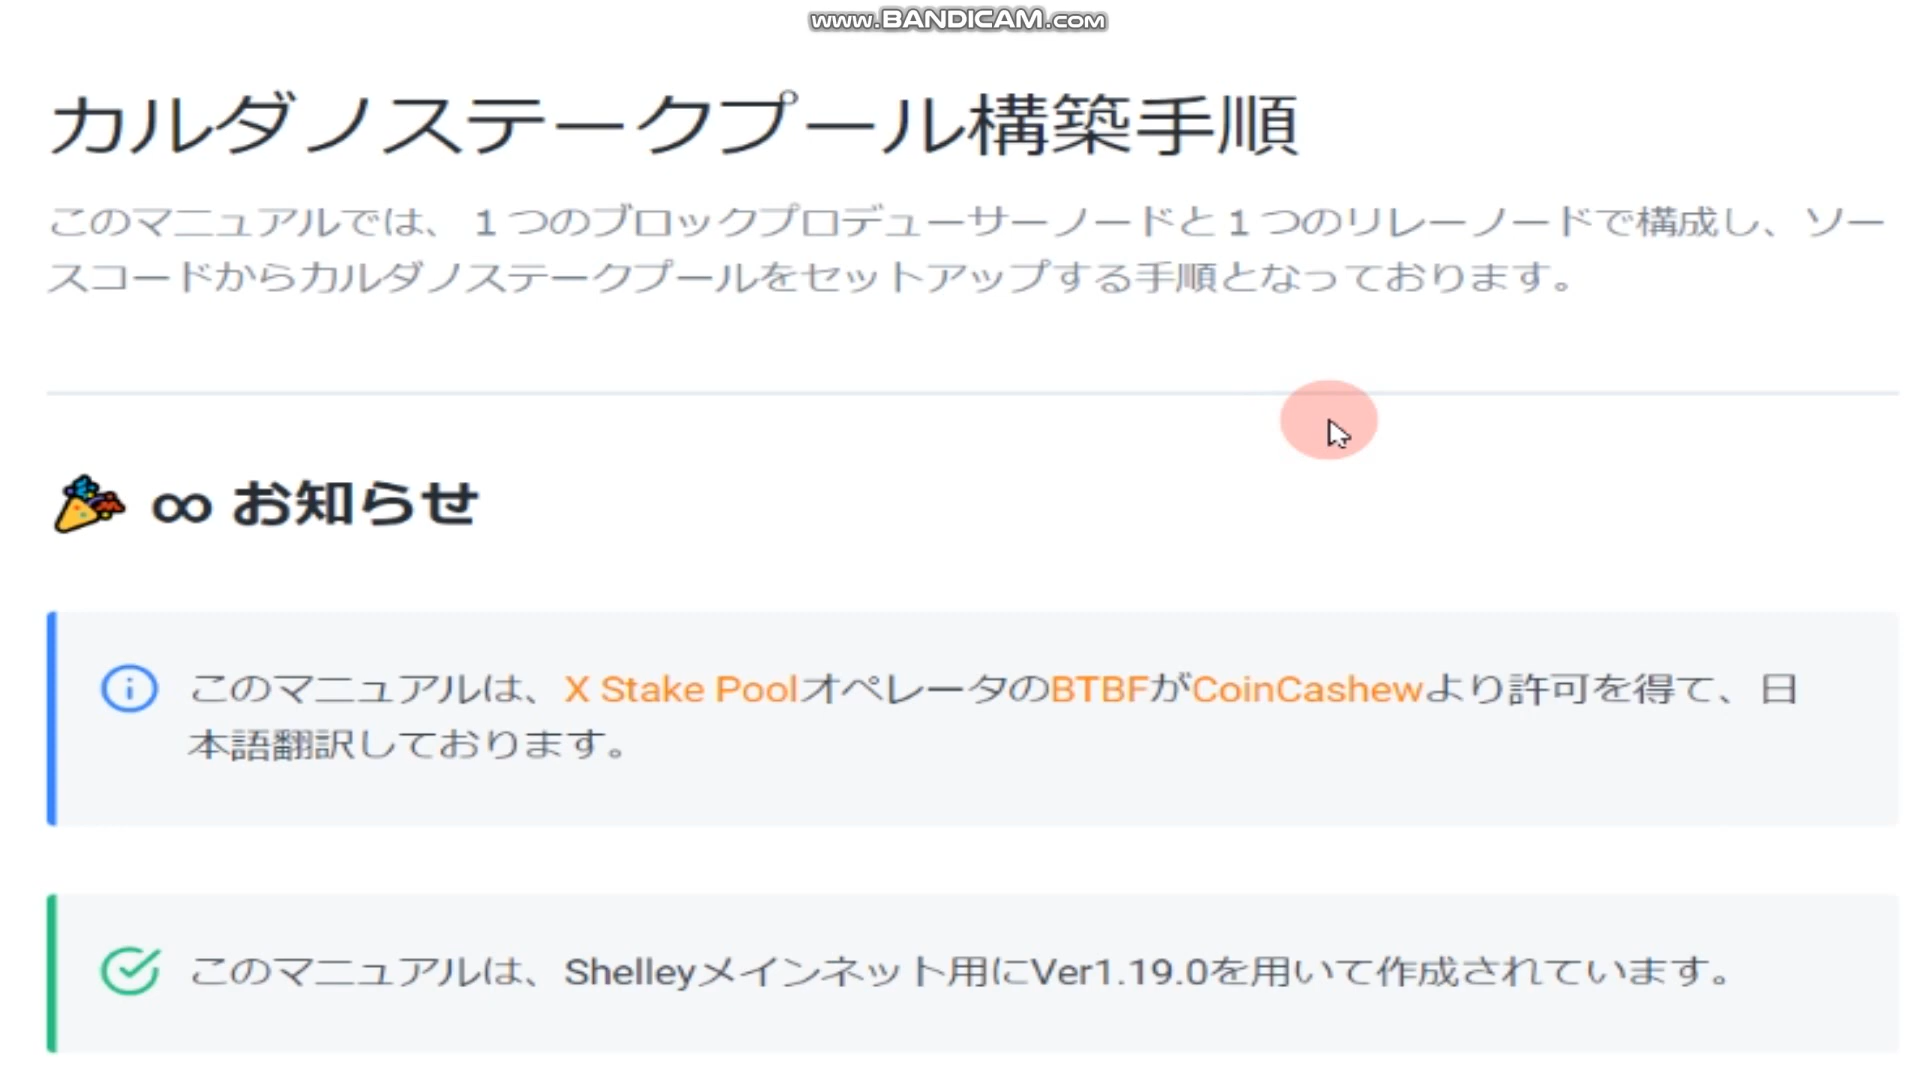 www.BANDICAM.com
カルダノステークプール構築手順
このマニュアルでは、１つのブロックプロデューサーノードと１つのリレーノードで構成し、ソー
スコードからカルダノステークプールをセットアップする手順となっております。
∞ お知らせ
このマニュアルは、X Stake PoolオペレータのBTBFがCoinCashewより許可を得て、日
本語翻訳しております。
このマニュアルは、Shelleyメインネット用にVer1.19.0を用いて作成されています。